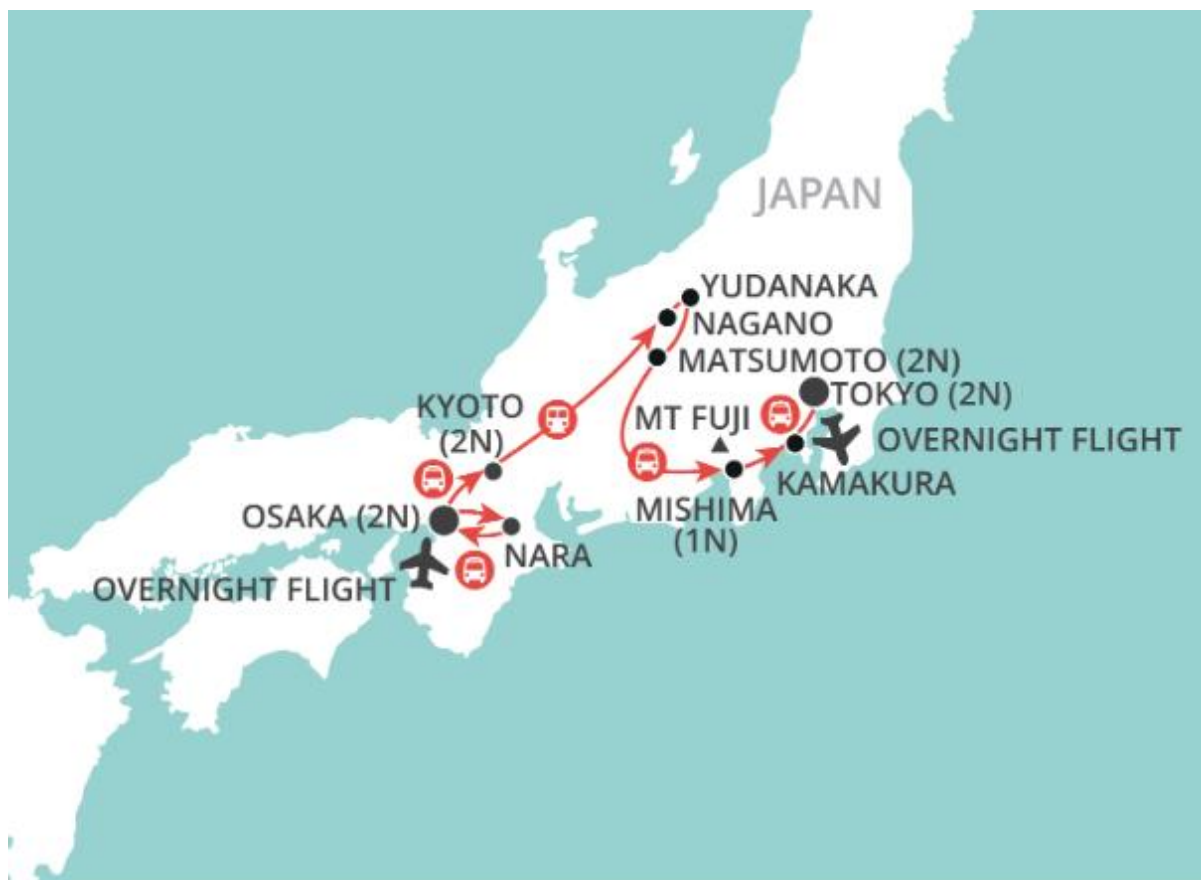 JAPAN
YUDANAKA
NAGANO
MATSUMOTO (2N)
TOKYO (2N)
KYOTO
(2N)
MT FUJI
OVERNIGHT FLIGHT
KAMAKURA
MISHIMA
(1N)
OSAKA (2N)
NARA
OVERNIGHT FLIGHT